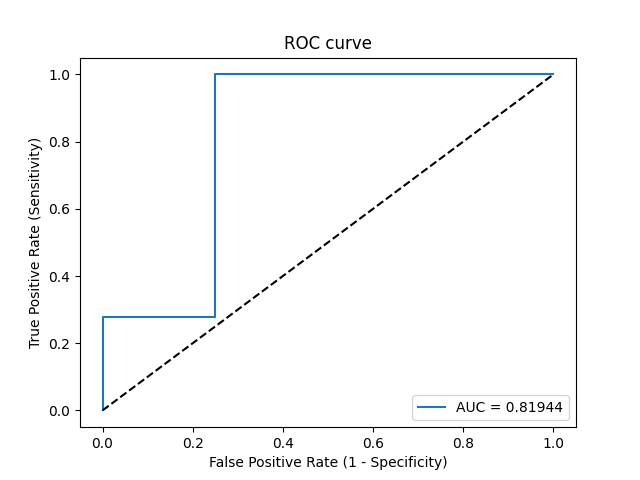 ROC curve
True Positive Rate (Sensitivity)
1.0
0.8
0.6
0.4
0.2
0.0
AUC = 0.81944
0.0 0.2 0.4 0.6 0.8 1.0
False Positive Rate (1 - Specificity)